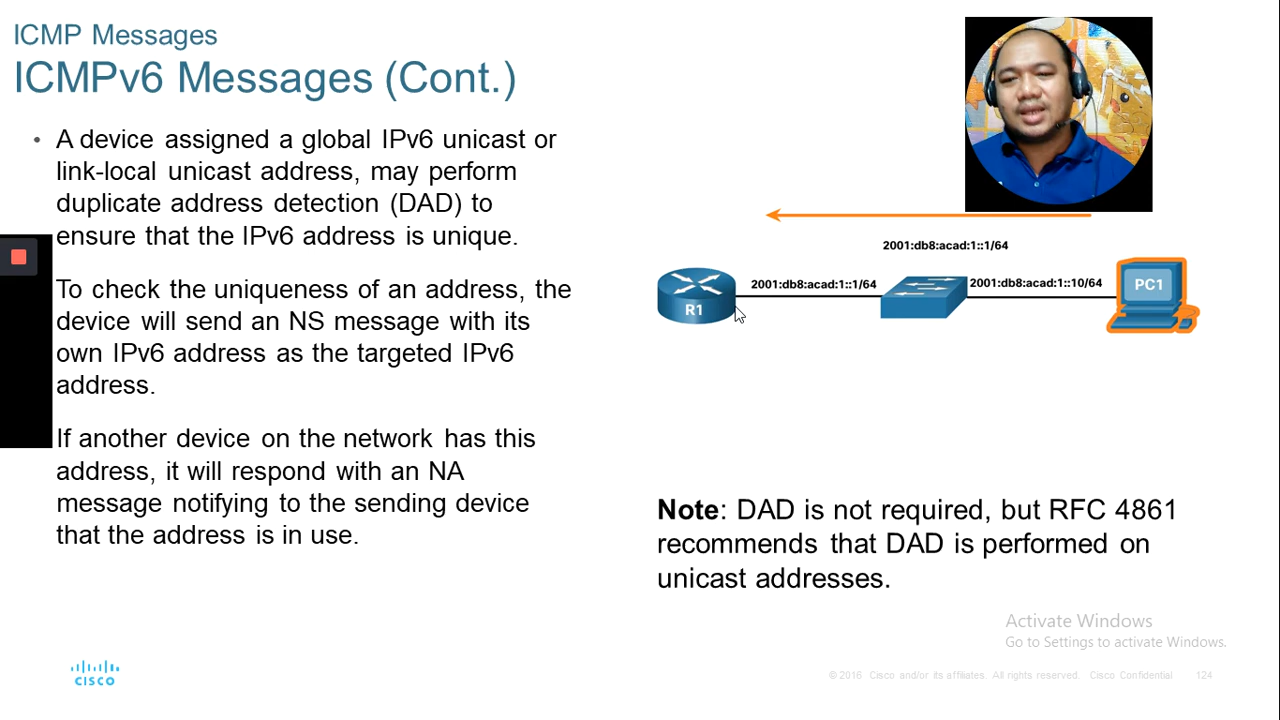 ICMP Messages
ICMPv6 Messages (Cont.)
• A device assigned a global IPv6 unicast or
link-local unicast address, may perform
duplicate address detection (DAD) to
ensure that the IPv6 address is unique.
To check the uniqueness of an address, the
device will send an NS message with its
own IPv6 address as the targeted IPv6
address.
If another device on the network has this
address, it will respond with an NA
message notifying to the sending device
that the address is in use.
2001:db8:acad:1::1/64
R1
2001:db8:acad:1::1/64
2001:db8:acad:1::10/64
PC1
Note: DAD is not required, but RFC 4861
recommends that DAD is performed on
unicast addresses.
Activate Windows
Go to Settings to activate Windows.
CISCO
© 2016 Cisco and/or its affiliates. All rights reserved. Cisco Confidential 124